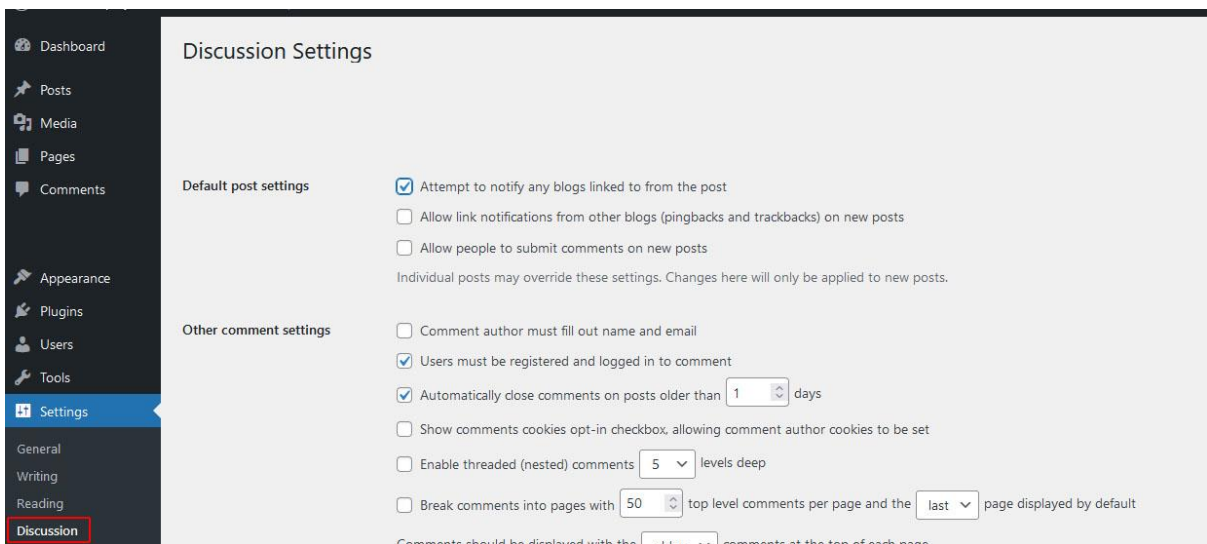 Dashboard
Posts
Media
Pages
Comments
Appearance
Plugins
Users
Tools
Settings
General
Writing
Reading
Discussion
Discussion Settings
Default post settings
Attempt to notify any blogs linked to from the post
Allow link notifications from other blogs (pingbacks and trackbacks) on new posts
Allow people to submit comments on new posts
Individual posts may override these settings. Changes here will only be applied to new posts.
Other comment settings
Comment author must fill out name and email
Users must be registered and logged in to comment
Automatically close comments on posts older than 1 days
Show comments cookies opt-in checkbox, allowing comment author cookies to be set
Enable threaded (nested) comments 5 levels deep
Break comments into pages with 50 top level comments per page and the last page displayed by default
Comments should be displayed with the comments at the top of each page